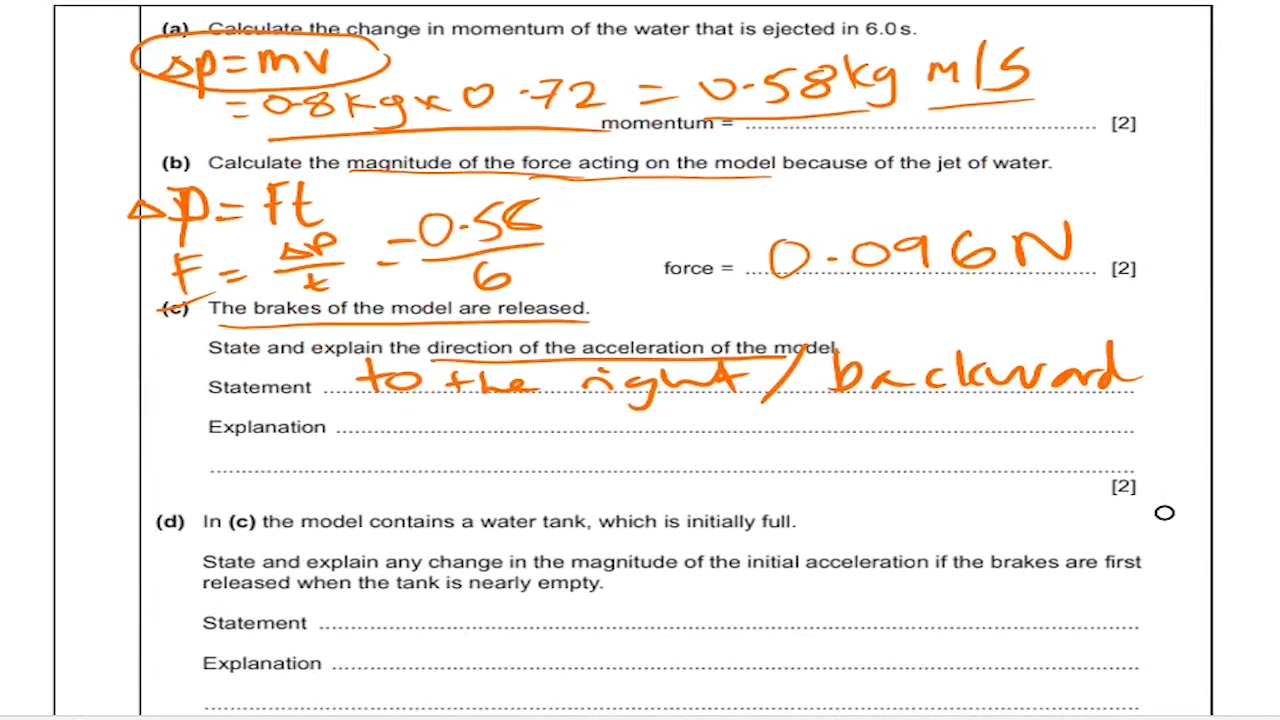 (a) Calculate the change in momentum of the water that is ejected in 6.0 s.
Δp = mv
= 0.8kg × 0.72 = 0.58kg m/s
momentum = ........................................ [2]
(b) Calculate the magnitude of the force acting on the model because of the jet of water.
Δp = Ft
F = Δp/t = 0.58/6
force = 0.096N [2]
(c) The brakes of the model are released.
State and explain the direction of the acceleration of the model.
Statement to the right / backward
Explanation ........................................
[2]
(d) In (c) the model contains a water tank, which is initially full.
State and explain any change in the magnitude of the initial acceleration if the brakes are first
released when the tank is nearly empty.
Statement ........................................
Explanation ........................................